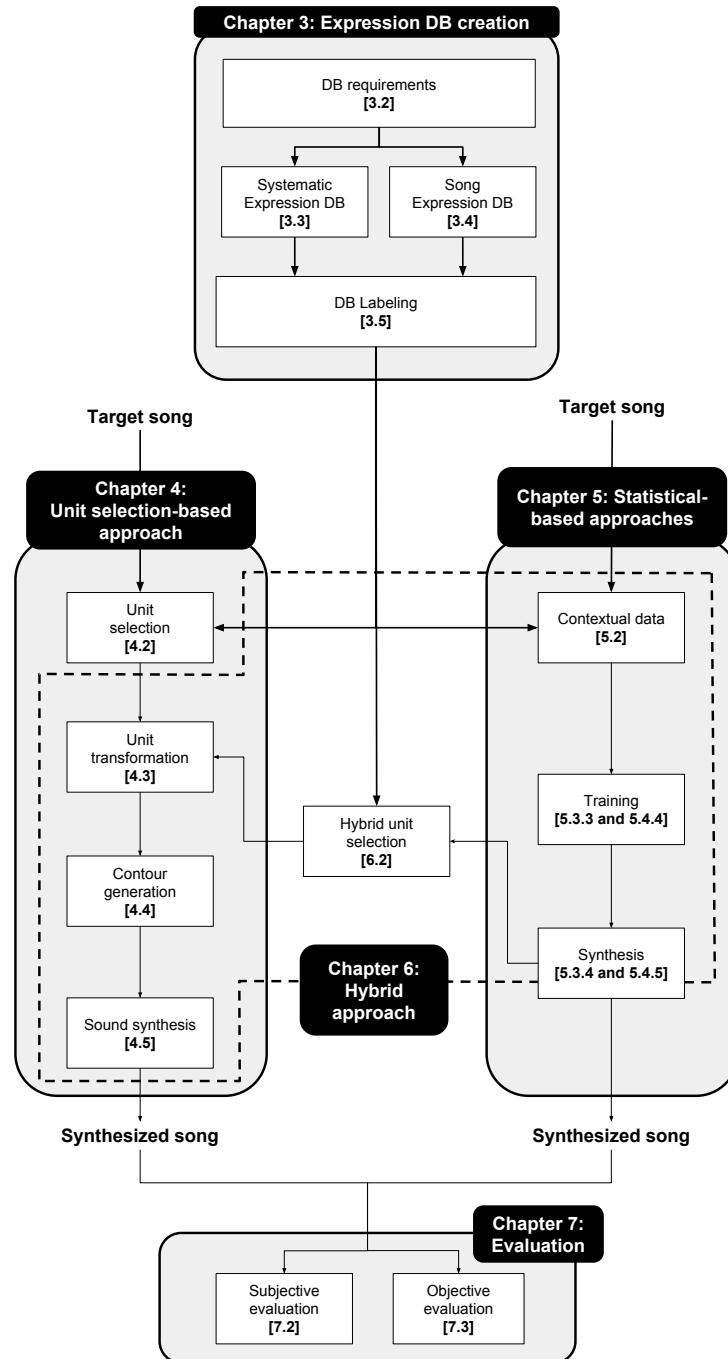 Chapter 3: Expression DB creation
DB requirements
[3.2]
Systematic
Expression DB
[3.3]
Song
Expression DB
[3.4]
DB Labeling
[3.5]
Target song
Target song
Chapter 4:
Unit selection-based
approach
Chapter 5: Statistical-
based approaches
Unit
selection
[4.2]
Contextual data
[5.2]
Unit
transformation
[4.3]
Training
[5.3.3 and 5.4.4]
Hybrid unit
selection
[6.2]
Contour
generation
[4.4]
Synthesis
[5.3.4 and 5.4.5]
Chapter 6:
Hybrid
approach
Sound synthesis
[4.5]
Synthesized song
Synthesized song
Chapter 7:
Evaluation
Subjective
evaluation
[7.2]
Objective
evaluation
[7.3]